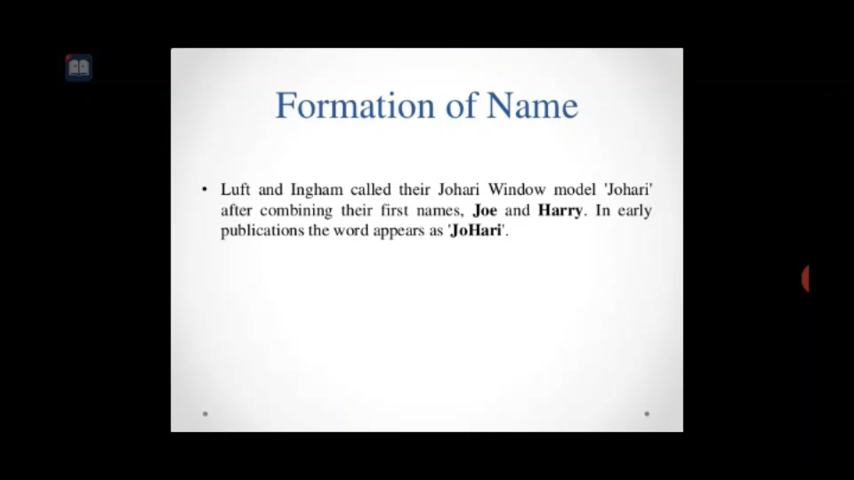 Formation of Name
• Luft and Ingham called their Johari Window model 'Johari'
after combining their first names, Joe and Harry. In early
publications the word appears as 'JoHari'.